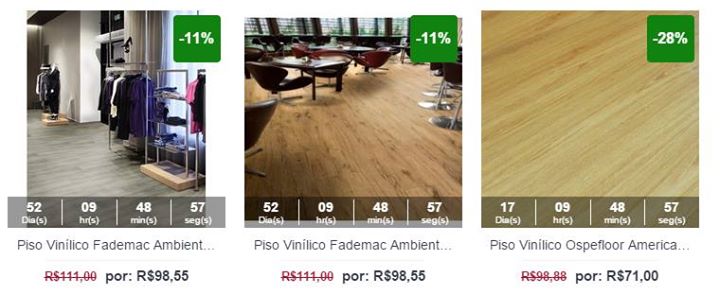 -11%
-11%
-28%
52 09 48 57
Dia(s) hr(s) min(s) seg(s)
52 09 48 57
Dia(s) hr(s) min(s) seg(s)
17 09 48 57
Dia(s) hr(s) min(s) seg(s)
Piso Vinílico Fademac Ambient...
Piso Vinílico Fademac Ambient...
Piso Vinílico Ospefloor America...
R$111,00 por: R$98,55
R$111,00 por: R$98,55
R$98,88 por: R$71,00